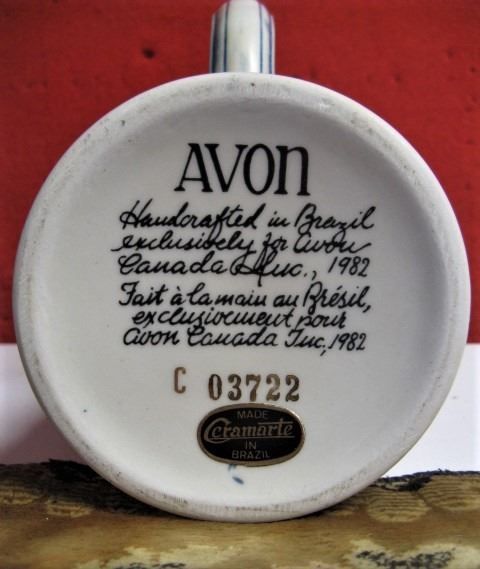 AVON
Handcrafted in Brazil
exclusively for Avon
Canada Inc., 1982
Fait à la main au Brésil,
exclusivement pour
Avon Canada Inc, 1982
C 03722
MADE
Ceramarte
IN
BRAZIL